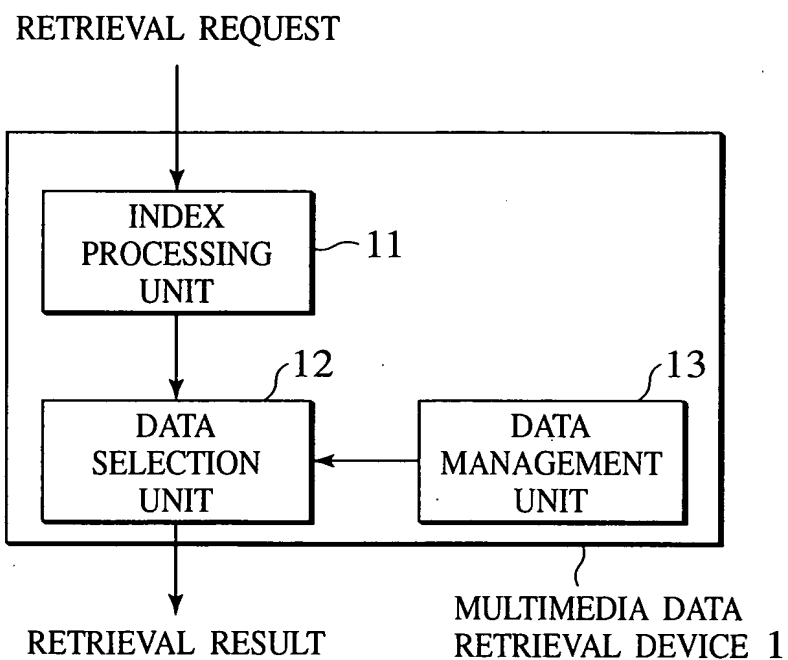 RETRIEVAL REQUEST
INDEX
PROCESSING
UNIT
11
12
13
DATA
SELECTION
UNIT
DATA
MANAGEMENT
UNIT
RETRIEVAL RESULT
MULTIMEDIA DATA
RETRIEVAL DEVICE 1